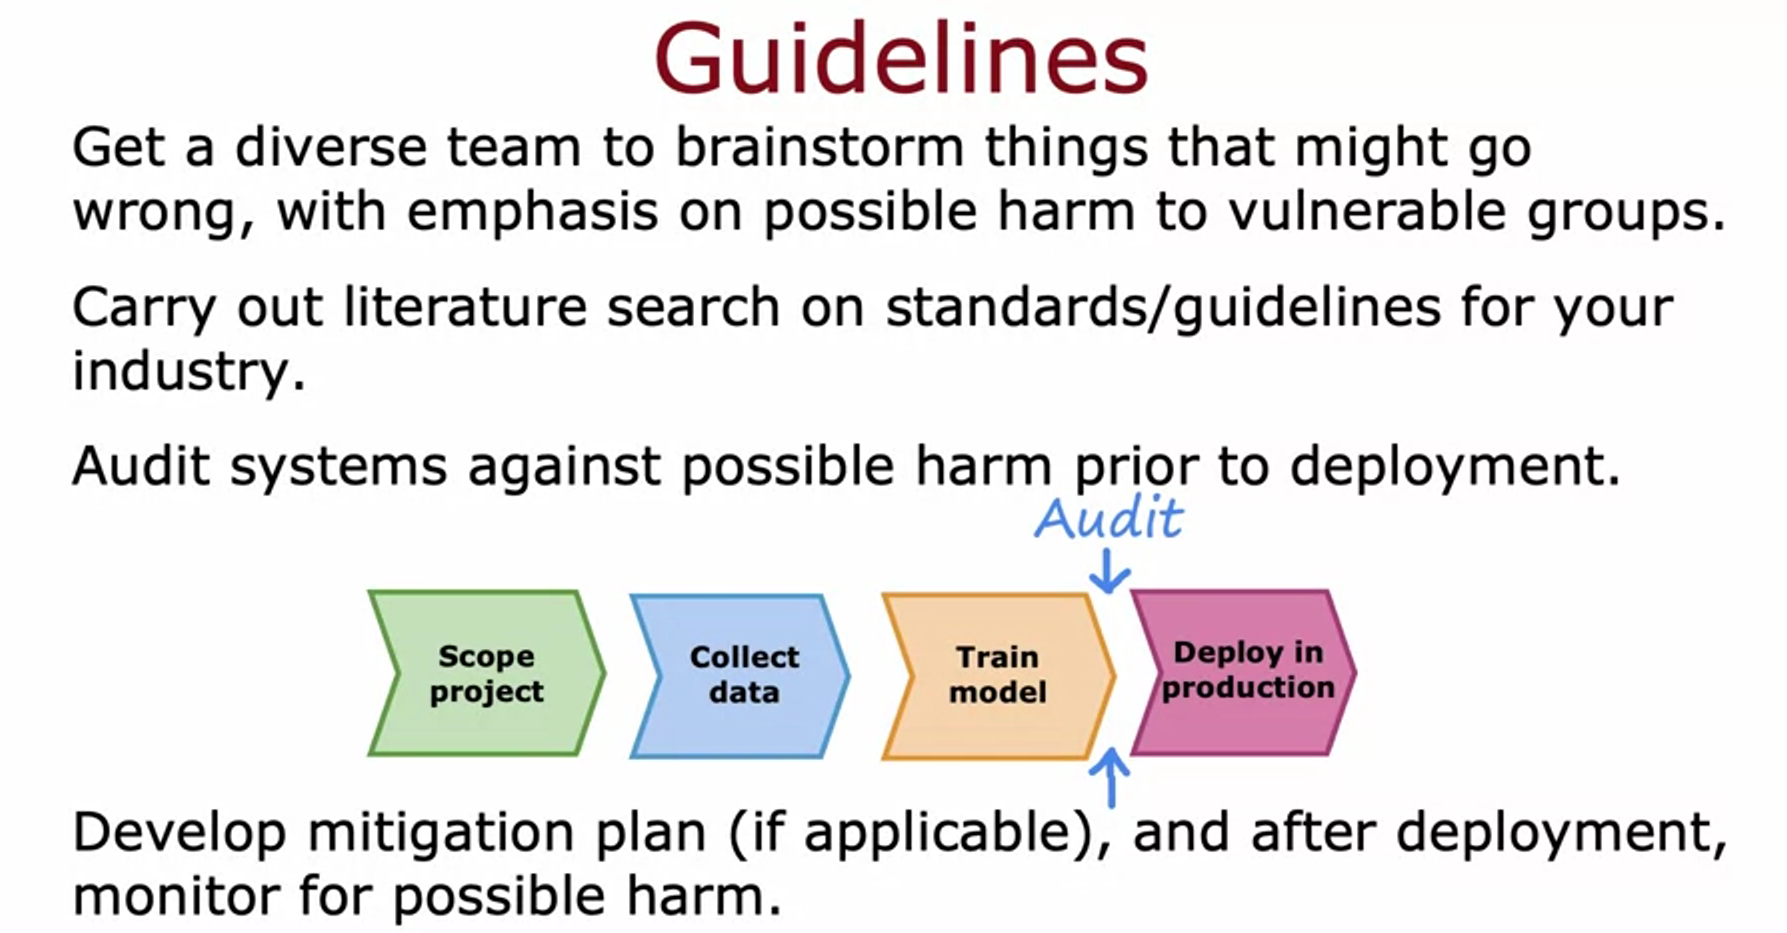 Guidelines
Get a diverse team to brainstorm things that might go
wrong, with emphasis on possible harm to vulnerable groups.
Carry out literature search on standards/guidelines for your
industry.
Audit systems against possible harm prior to deployment.
Audit
Scope
project
Collect
data
Train
model
Deploy in
production
Develop mitigation plan (if applicable), and after deployment,
monitor for possible harm.